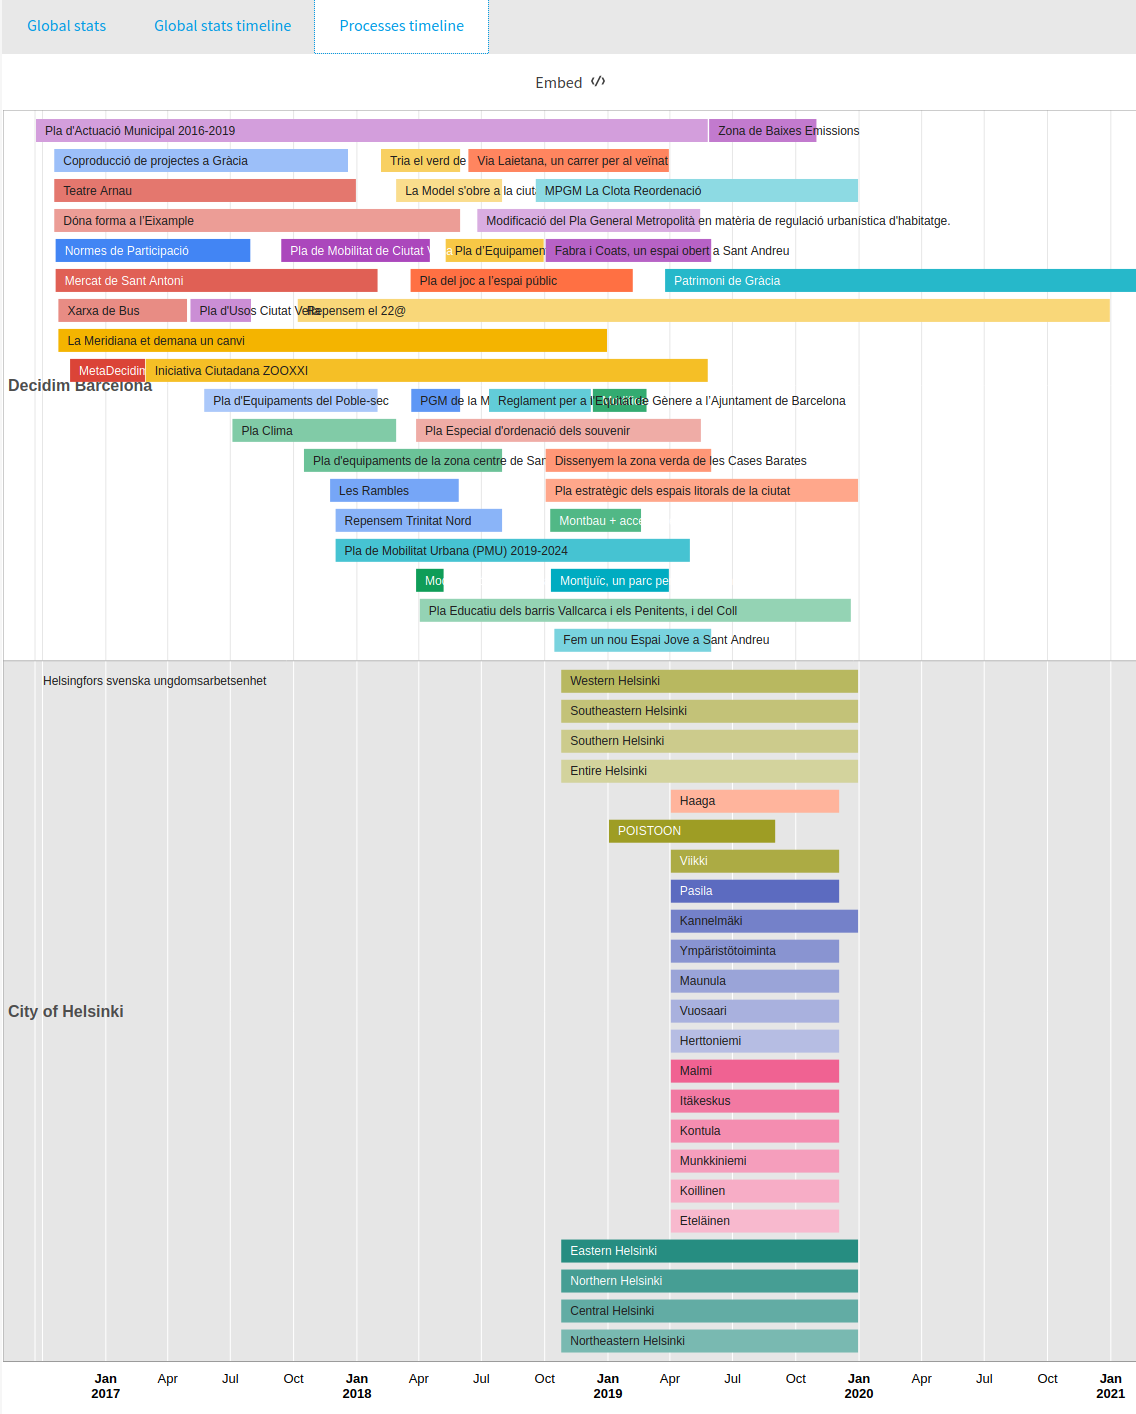 Global stats Global stats timeline Processes timeline
Embed
Pla d'Actuació Municipal 2016-2019 Zona de Baixes Emissions
Coproducció de projectes a Gràcia Tria el verd de Via Laietana, un carrer per al veïnat
Teatre Arnau La Model s'obre a la ciut MPGM La Clota Reordenació
Dóna forma a l'Eixample Modificació del Pla General Metropolità en matèria de regulació urbanística d'habitatge.
Normes de Participació Pla de Mobilitat de Ciutat Pla d'Equipamen Fabra i Coats, un espai obert a Sant Andreu
Mercat de Sant Antoni Pla del joc a l'espai públic Patrimoni de Gràcia
Xarxa de Bus Pla d'Usos Ciutat Vella Repensem el 22@
La Meridiana et demana un canvi
MetaDecidim Iniciativa Ciutadana ZOOXXI
Decidim Barcelona
Pla d'Equipaments del Poble-sec PGM de la M Reglament per a l'Equitat de Gènere a l'Ajuntament de Barcelona
Pla Clima Pla Especial d'ordenació dels souvenir
Pla d'equipaments de la zona centre de San Dissenyem la zona verda de les Cases Barates
Les Rambles Pla estratègic dels espais litorals de la ciutat
Repensem Trinitat Nord Montbau + acce
Pla de Mobilitat Urbana (PMU) 2019-2024
Mod Montjuïc, un parc pe
Pla Educatiu dels barris Vallcarca i els Penitents, i del Coll
Fem un nou Espai Jove a Sant Andreu
Helsingfors svenska ungdomsarbetsenhet Western Helsinki
Southeastern Helsinki
Southern Helsinki
Entire Helsinki
Haaga
POISTOON
Viikki
Pasila
Kannelmäki
Ympäristötoiminta
Maunula
City of Helsinki Vuosaari
Herttoniemi
Malmi
Itäkeskus
Kontula
Munkkiniemi
Koillinen
Eteläinen
Eastern Helsinki
Northern Helsinki
Central Helsinki
Northeastern Helsinki
Jan Apr Jul Oct Jan Apr Jul Oct Jan Apr Jul Oct Jan Apr Jul Oct Jan
2017 2018 2019 2020 2021